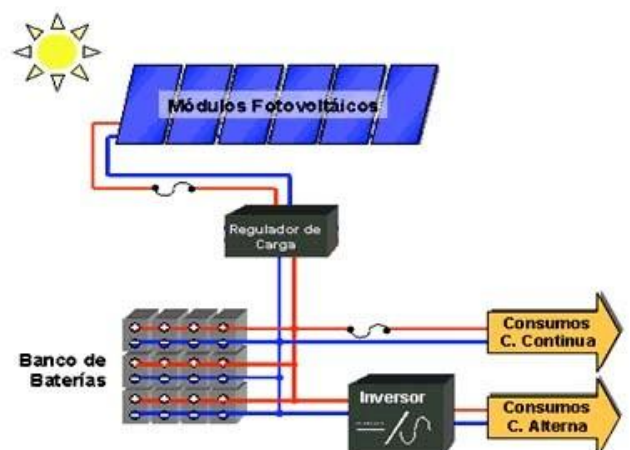 Módulos Fotovoltáicos
Regulador de
Carga
Banco de
Baterías
Consumos
C. Continua
Inversor
Consumos
C. Alterna